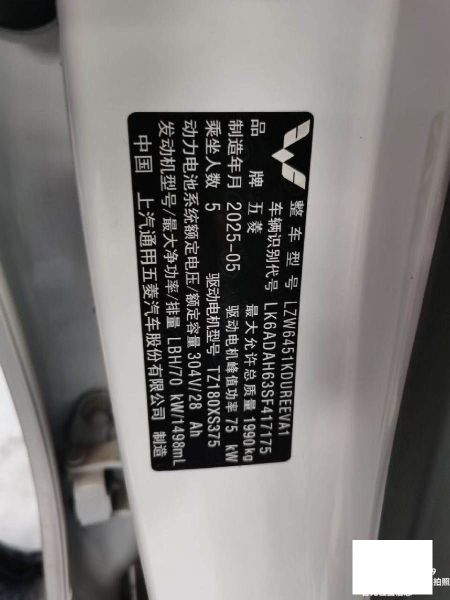 整车型号 LZW6451KDUREEVA1
车辆识别代号 LK6ADAH63SF417175
品牌 五菱 最大允许总质量 1990kg
制造年月 2025-05 驱动电机峰值功率 75 kW
乘坐人数 5 驱动电机型号 TZ180XS375
动力电池系统额定电压/额定容量 304V/28 Ah
发动机型号/最大净功率/排量 LBH/70 kW/1498mL
中国 上汽通用五菱汽车股份有限公司 制造
9
拍照